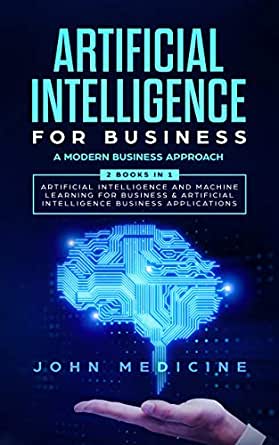 ARTIFICIAL
INTELLIGENCE
FOR BUSINESS
A MODERN BUSINESS APPROACH
2 BOOKS IN 1
ARTIFICIAL INTELLIGENCE AND MACHINE
LEARNING FOR BUSINESS & ARTIFICIAL
INTELLIGENCE BUSINESS APPLICATIONS
JOHN MEDICINE